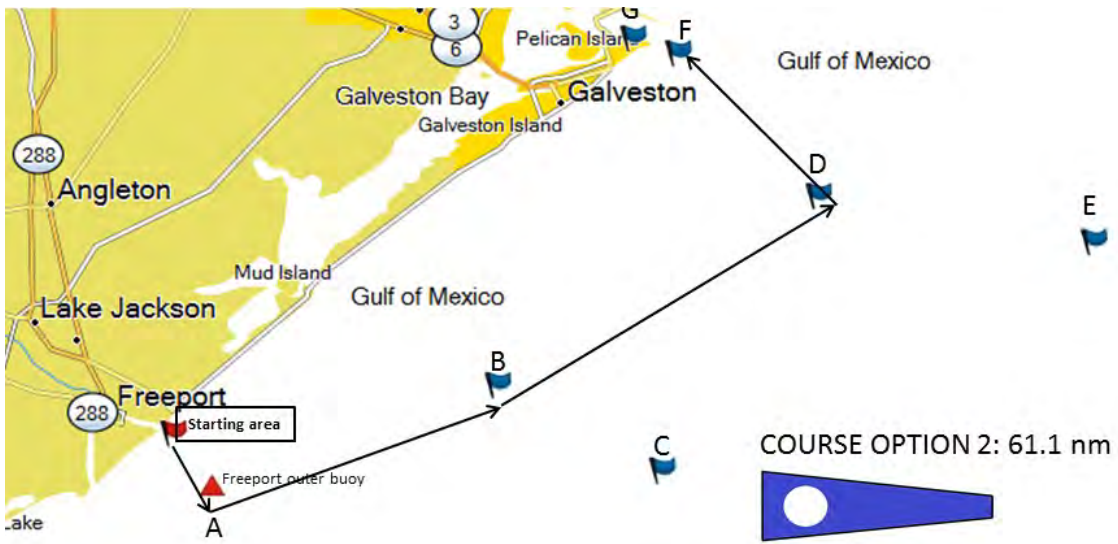 3
6
G
F
Pelican Islan
Gulf of Mexico
Galveston Bay
Galveston
Galveston Island
288
Angleton
D
E
Mud Island
Gulf of Mexico
Lake Jackson
B
Freeport
288
Starting area
C
COURSE OPTION 2: 61.1 nm
Freeport outer buoy
A
Lake